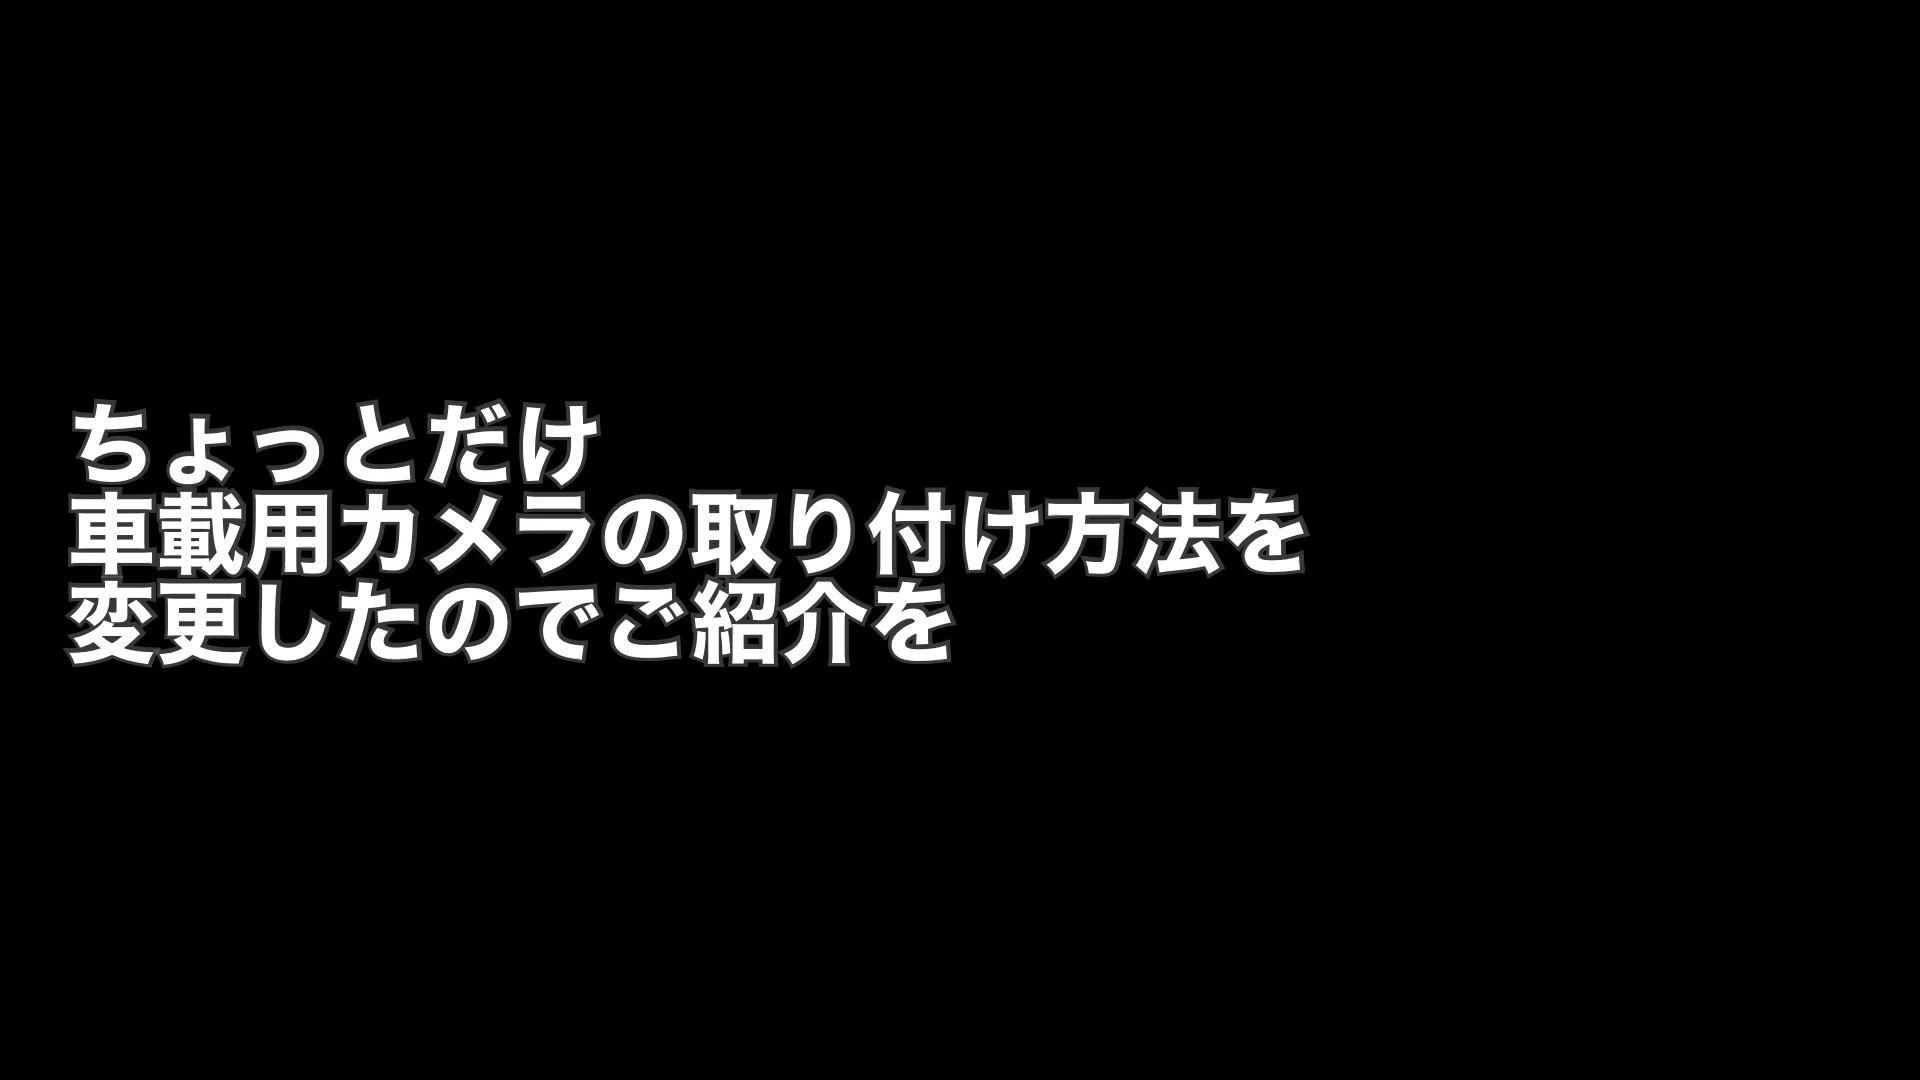 ちょっとだけ
車載用カメラの取り付け方法を
変更したのでご紹介を